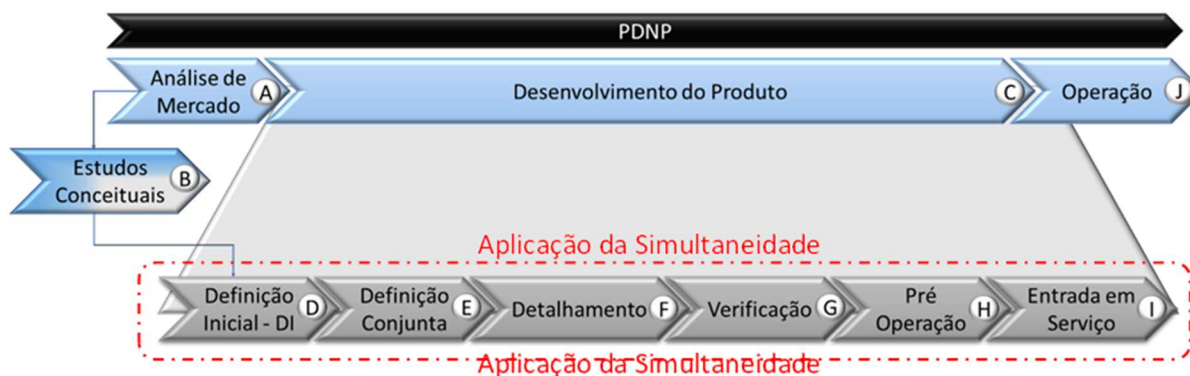 PDNP
Análise de
Mercado
A
Desenvolvimento do Produto
C
Operação
J
Estudos
Conceituais
B
Aplicação da Simultaneidade
Definição
Inicial - DI
D
Definição
Conjunta
E
Detalhamento
F
Verificação
G
Pré
Operação
H
Entrada em
Serviço
I
Aplicação da Simultaneidade